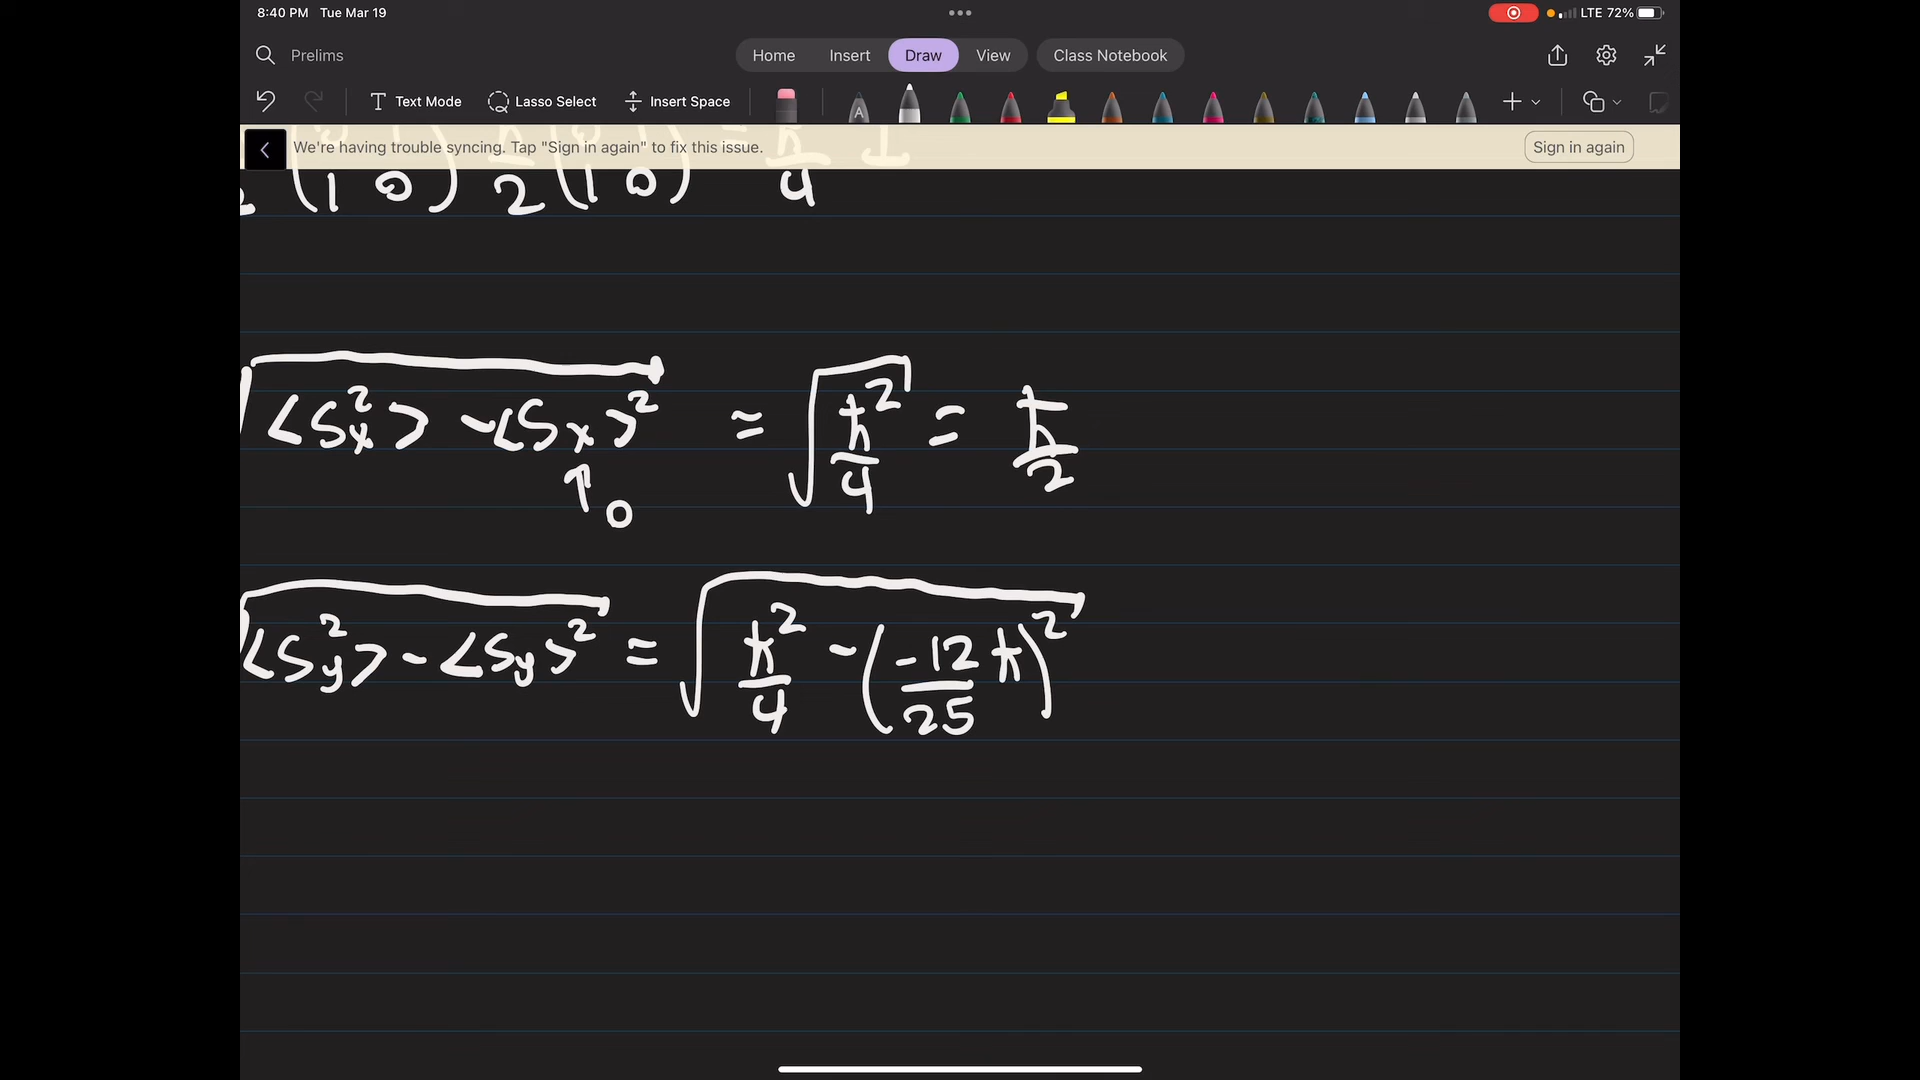 8:40 PM Tue Mar 19
LTE 72%
Prelims
Home Insert Draw View Class Notebook
Text Mode Lasso Select Insert Space
A
We're having trouble syncing. Tap "Sign in again" to fix this issue. Sign in again
(1 0) 2 (1 0) 4
√(<Sx²> - <Sx>²) = √(ħ²/4) = ħ/2
↑ 0
√(<Sy²> - <Sy>²) = √(ħ²/4 - (-12/25 ħ)²)